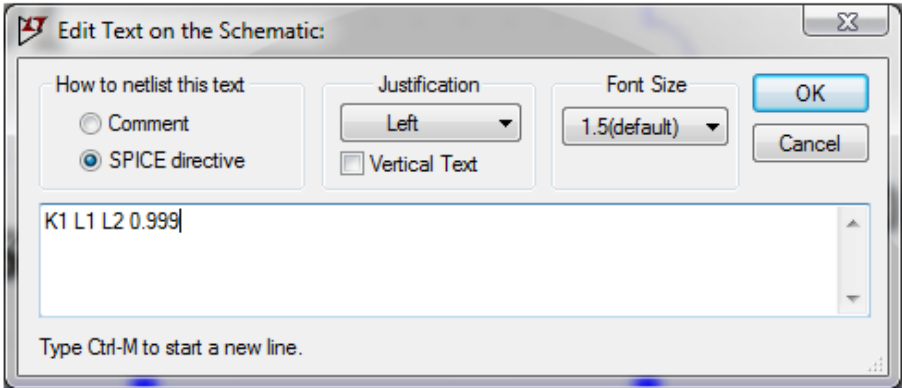 Edit Text on the Schematic:
How to netlist this text
Comment
SPICE directive
Justification
Left
Vertical Text
Font Size
1.5(default)
OK
Cancel
K1 L1 L2 0.999
Type Ctrl-M to start a new line.